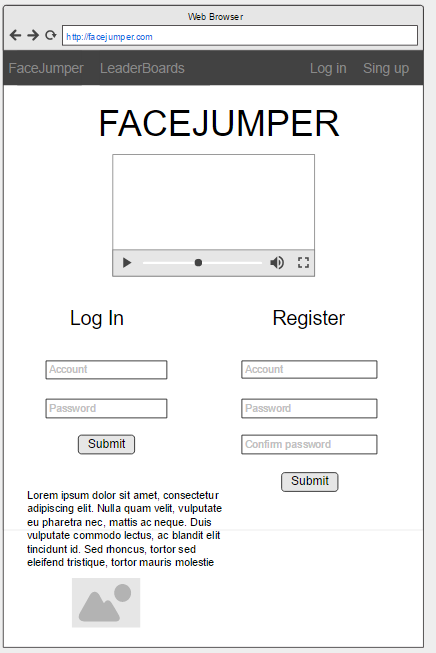 Web Browser
http://facejumper.com
FaceJumper LeaderBoards Log in Sing up
FACEJUMPER
Log In Register
Account Account
Password Password
Confirm password
Submit
Submit
Lorem ipsum dolor sit amet, consectetur
adipiscing elit. Nulla quam velit, vulputate
eu pharetra nec, mattis ac neque. Duis
vulputate commodo lectus, ac blandit elit
tincidunt id. Sed rhoncus, tortor sed
eleifend tristique, tortor mauris molestie